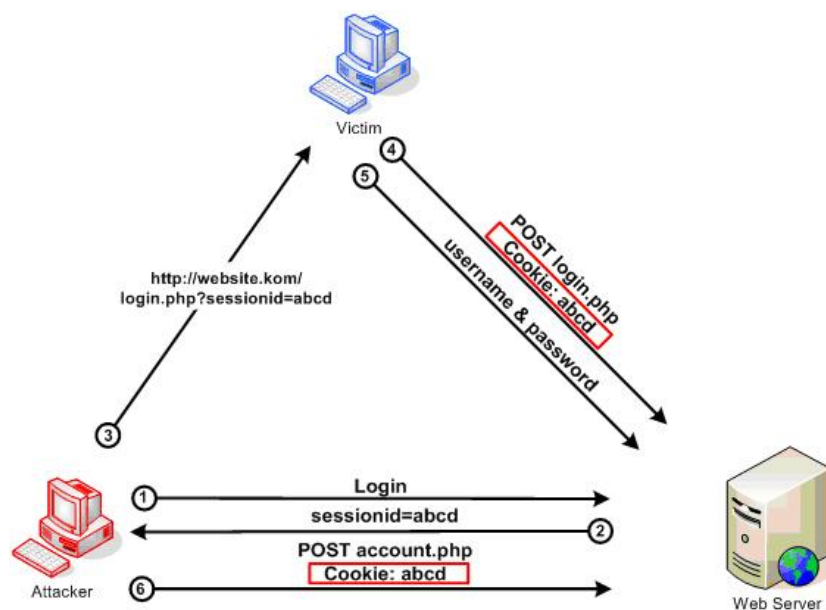 Victim
4
5
POST login.php
Cookie: abcd
username & password
http://website.kom/
login.php?sessionid=abcd
3
Login
1
sessionid=abcd
2
POST account.php
Cookie: abcd
6
Attacker
Web Server